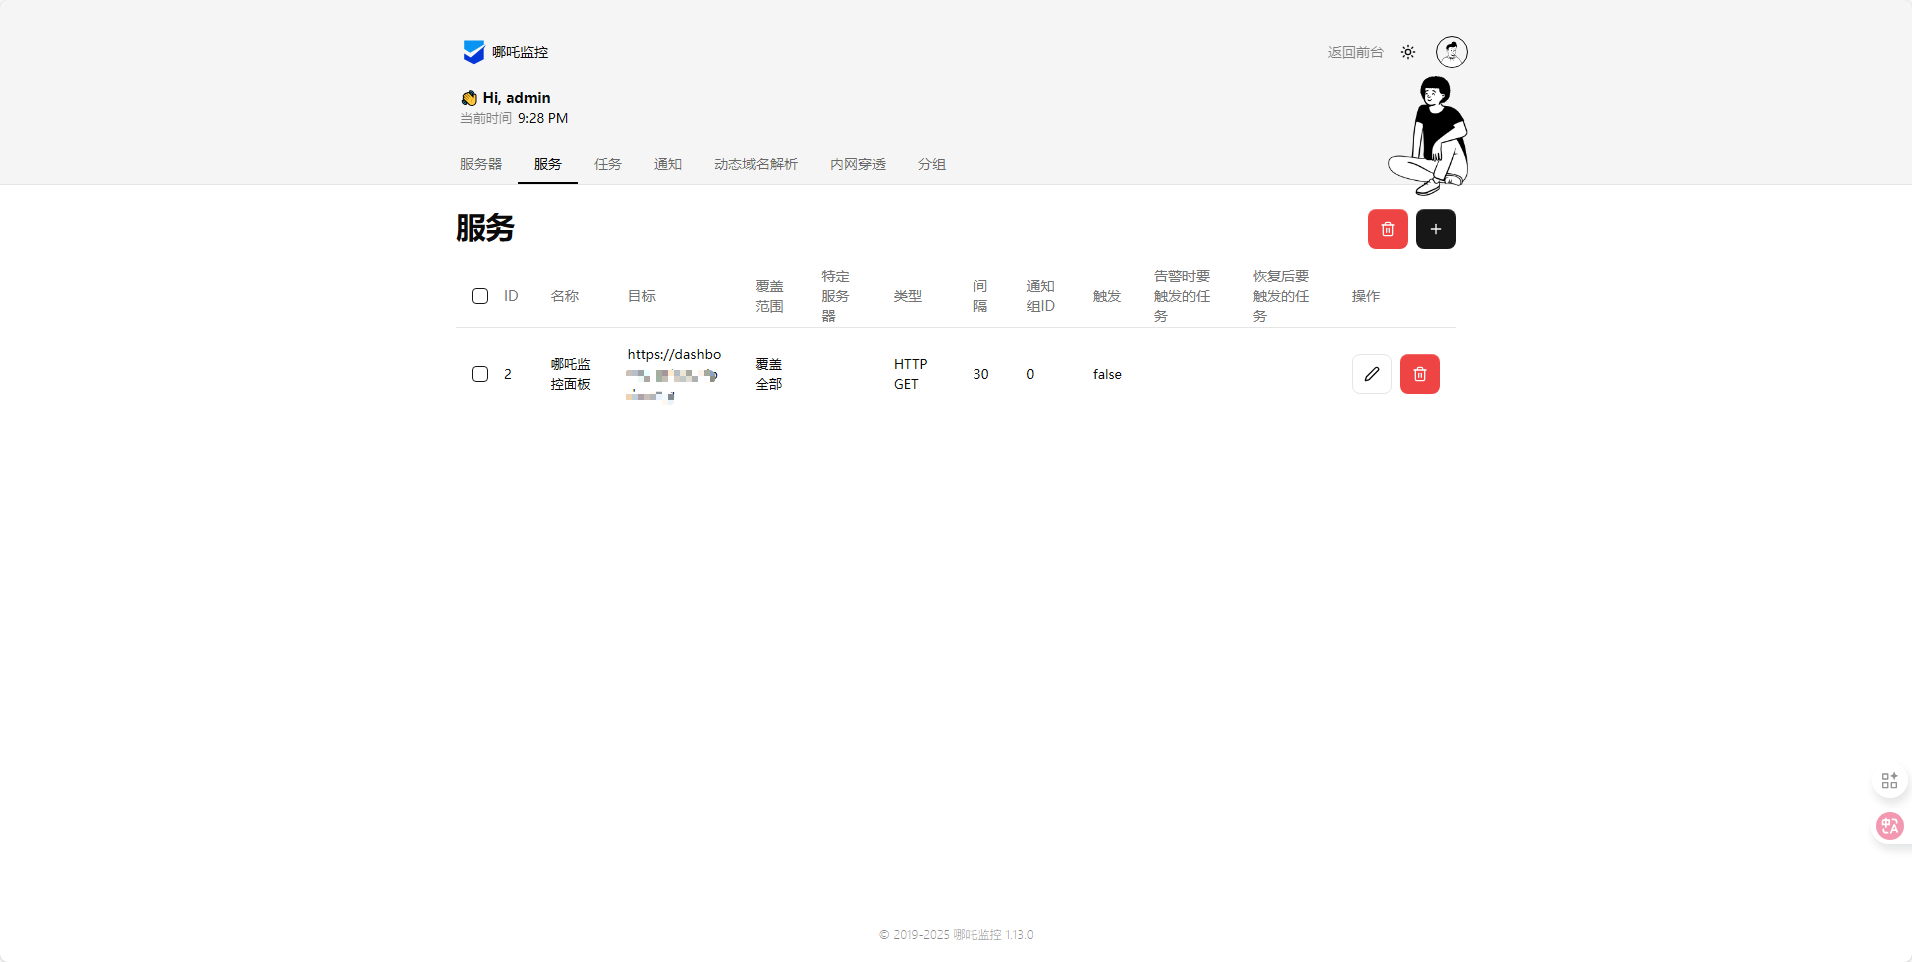 哪吒监控
返回前台
👋 Hi, admin
当前时间 9:28 PM
服务器 服务 任务 通知 动态域名解析 内网穿透 分组
服务
ID
名称
目标
覆盖
范围
特定
服务
器
类型
间
隔
通知
组ID
触发
告警时要
触发的任
务
恢复后要
触发的任
务
操作
2
哪吒监
控面板
https://dashbo
覆盖
全部
HTTP
GET
30
0
false
© 2019-2025 哪吒监控 1.13.0